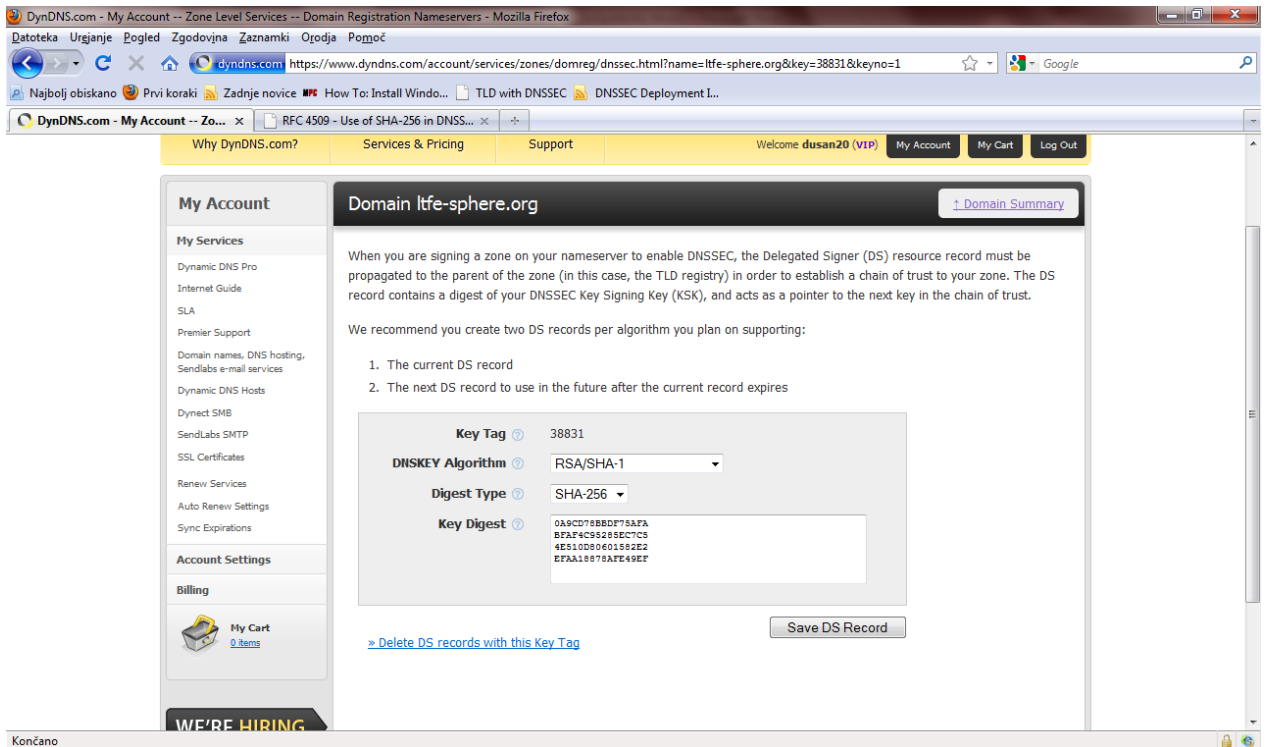 DynDNS.com - My Account -- Zone Level Services -- Domain Registration Nameservers - Mozilla Firefox
Datoteka Urejanje Pogled Zgodovina Zaznamki Orodja Pomoč
dyndns.com https://www.dyndns.com/account/services/zones/domreg/dnssec.html?name=ltfe-sphere.org&key=38831&keyno=1
Google
Najbolj obiskano Prvi koraki Zadnje novice MPC How To: Install Windo... TLD with DNSSEC DNSSEC Deployment I...
DynDNS.com - My Account -- Zo... RFC 4509 - Use of SHA-256 in DNSS...
Why DynDNS.com? Services & Pricing Support Welcome dusan20 (VIP) My Account My Cart Log Out
My Account
My Services
Dynamic DNS Pro
Internet Guide
SLA
Premier Support
Domain names, DNS hosting,
Sendlabs e-mail services
Dynamic DNS Hosts
Dynect SMB
SendLabs SMTP
SSL Certificates
Renew Services
Auto Renew Settings
Sync Expirations
Account Settings
Billing
My Cart
0 items
WE'RE HIRING
Domain ltfe-sphere.org
↑ Domain Summary
When you are signing a zone on your nameserver to enable DNSSEC, the Delegated Signer (DS) resource record must be
propagated to the parent of the zone (in this case, the TLD registry) in order to establish a chain of trust to your zone. The DS
record contains a digest of your DNSSEC Key Signing Key (KSK), and acts as a pointer to the next key in the chain of trust.
We recommend you create two DS records per algorithm you plan on supporting:
1. The current DS record
2. The next DS record to use in the future after the current record expires
Key Tag ? 38831
DNSKEY Algorithm ? RSA/SHA-1
Digest Type ? SHA-256
Key Digest ? 0A9CD78BBDF75AFA
BFAF4C95285EC7C5
4E510D80601582E2
EFAA18878AFE49EF
Save DS Record
» Delete DS records with this Key Tag
Končano